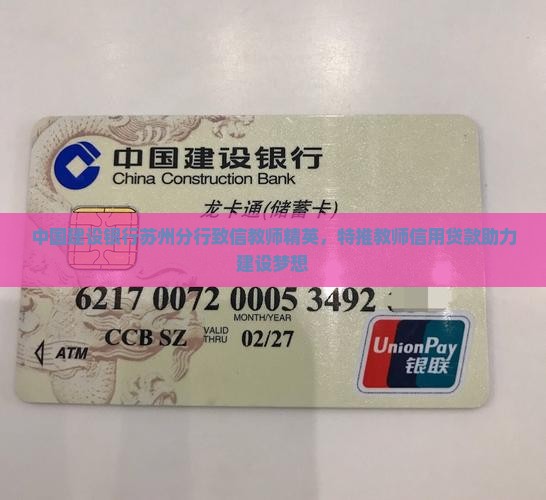 中国建设银行
China Construction Bank
龙卡通(储蓄卡)
中国建设银行苏州分行致信教师精英，特推教师信用贷款助力
建设梦想
6217 0072 0005 3492
MONTH/YEAR
CCB SZ VALID THRU 02/27
ATM
UnionPay
银联